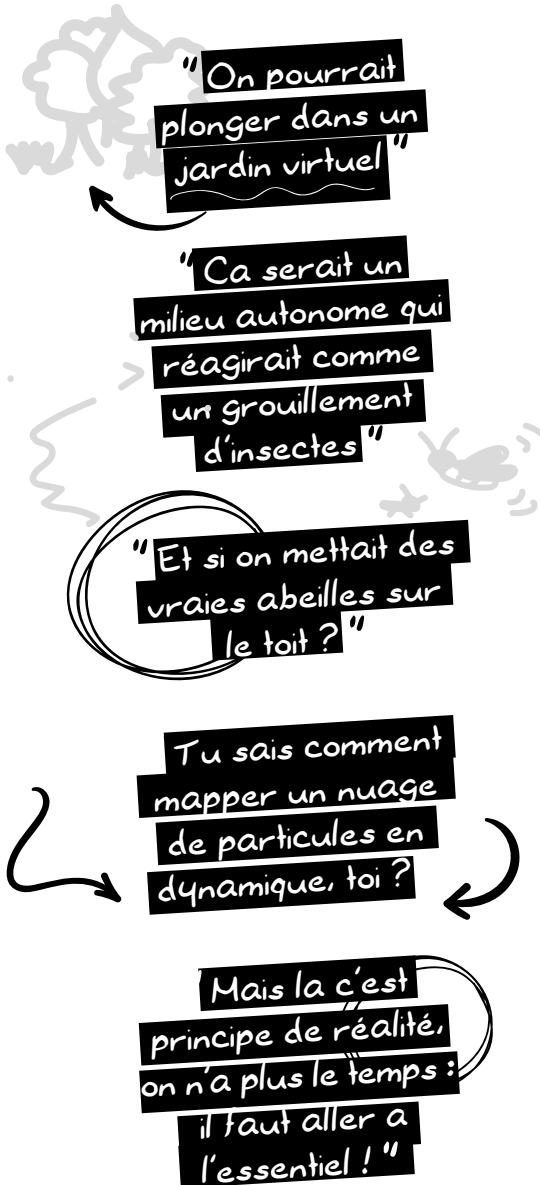 " On pourrait
plonger dans un
jardin virtuel "
" Ca serait un
milieu autonome qui
réagirait comme
un grouillement
d'insectes "
" Et si on mettait des
vraies abeilles sur
le toit ? "
Tu sais comment
mapper un nuage
de particules en
dynamique, toi ?
Mais la c'est
principe de réalité,
on n'a plus le temps :
il faut aller a
l'essentiel ! "